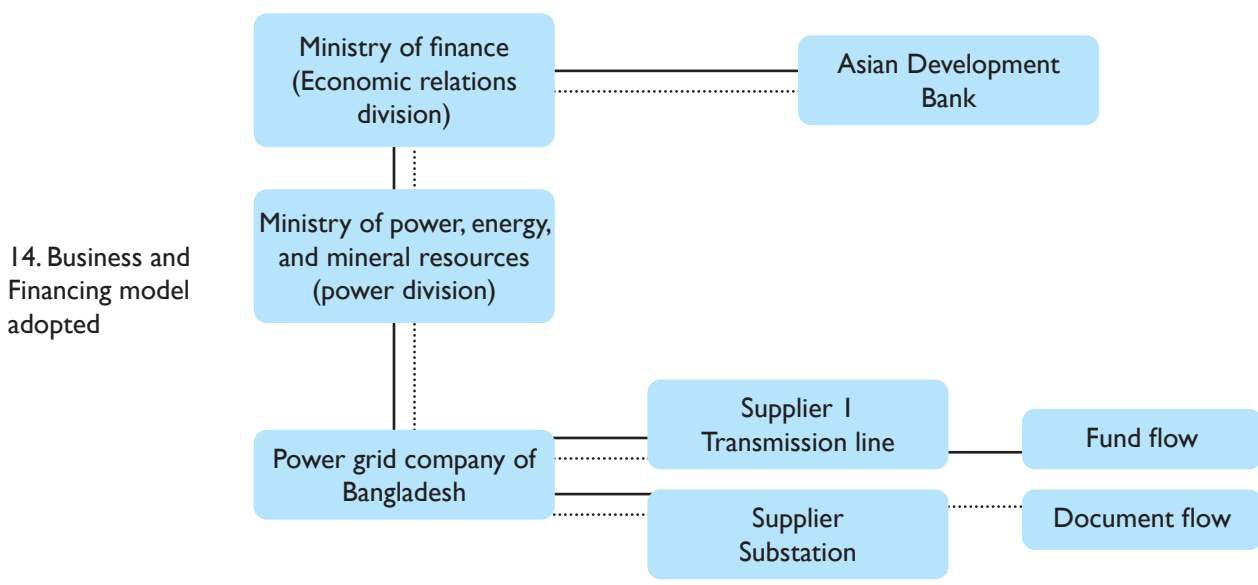 Ministry of finance
(Economic relations
division)
Asian Development
Bank
Ministry of power, energy,
and mineral resources
(power division)
14. Business and
Financing model
adopted
Supplier 1
Transmission line
Fund flow
Power grid company of
Bangladesh
Supplier
Substation
Document flow